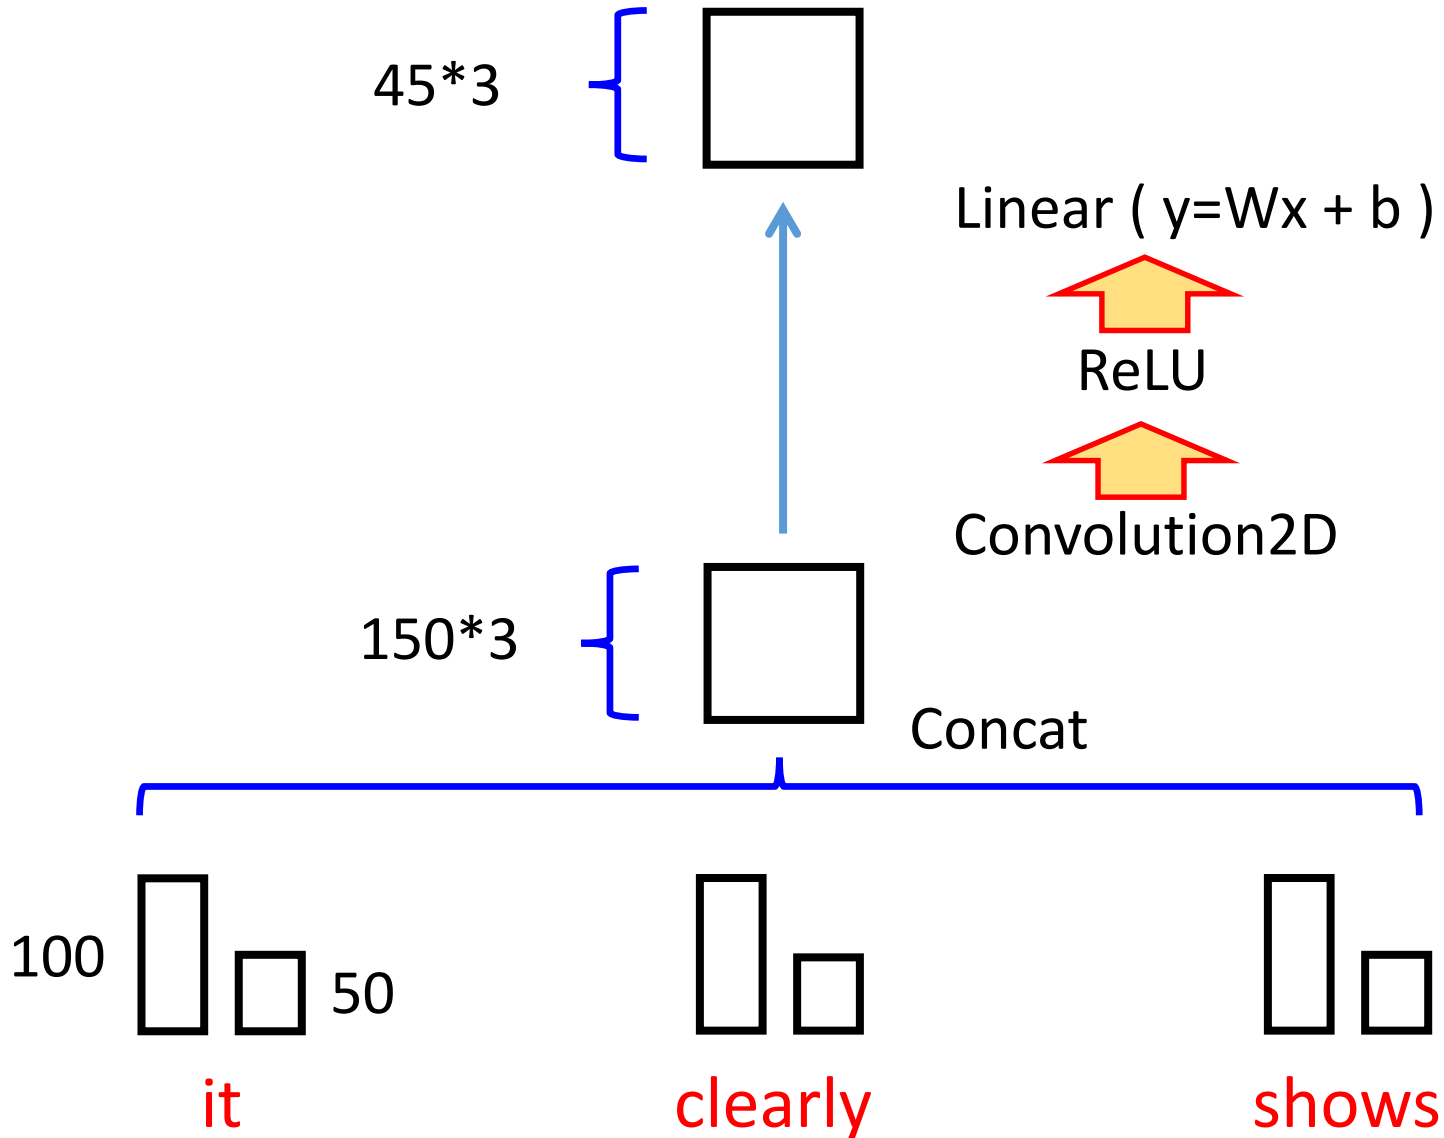 45*3
Linear ( y=Wx + b )
ReLU
Convolution2D
150*3
Concat
100
50
it clearly shows